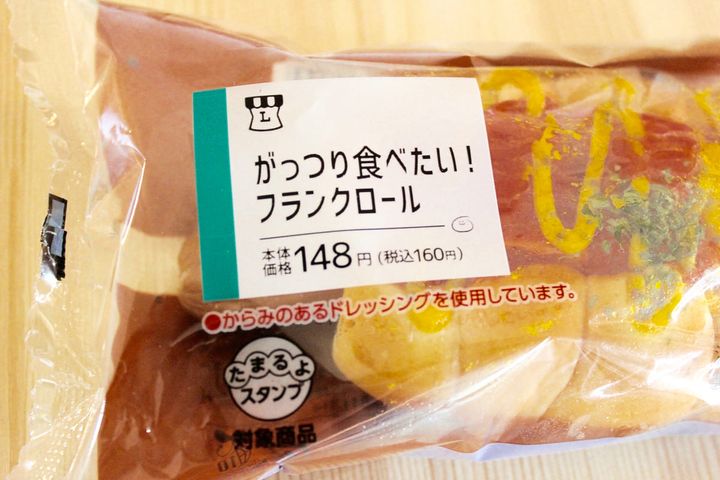 L
がっつり食べたい！
フランクロール
本体価格 148円 (税込160円)
●からみのあるドレッシングを使用しています。
たまるよ
スタンプ
対象商品